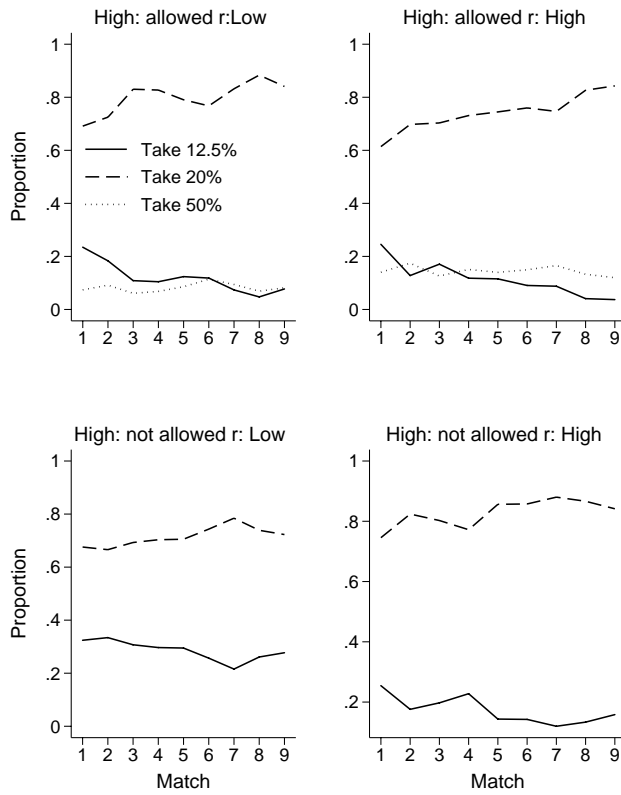 High: allowed r:Low
High: allowed r: High
1
.8
.6
.4
.2
0
Proportion
Take 12.5%
Take 20%
Take 50%
1 2 3 4 5 6 7 8 9
1
.8
.6
.4
.2
0
1 2 3 4 5 6 7 8 9
High: not allowed r: Low
High: not allowed r: High
1
.8
.6
.4
.2
0
Proportion
1 2 3 4 5 6 7 8 9
Match
1
.8
.6
.4
.2
1 2 3 4 5 6 7 8 9
Match